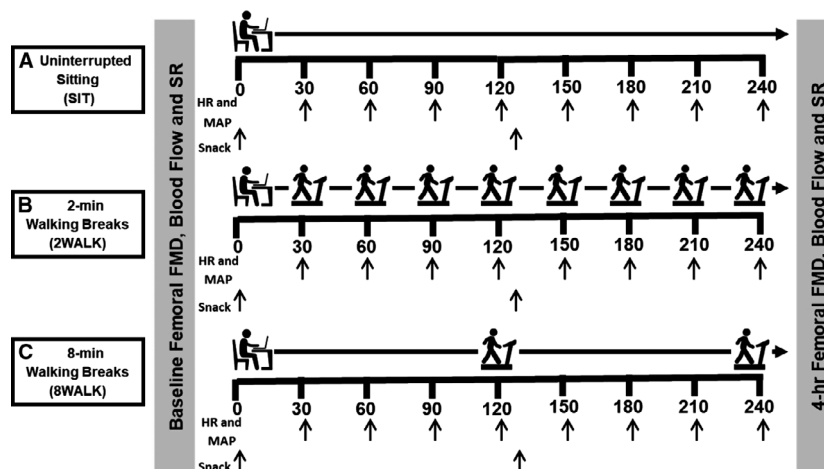 A Uninterrupted
Sitting
(SIT)
Baseline Femoral FMD, Blood Flow and SR
0 30 60 90 120 150 180 210 240
HR and
MAP
Snack
4-hr Femoral FMD, Blood Flow and SR
B 2-min
Walking Breaks
(2WALK)
0 30 60 90 120 150 180 210 240
HR and
MAP
Snack
C 8-min
Walking Breaks
(8WALK)
0 30 60 90 120 150 180 210 240
HR and
MAP
Snack